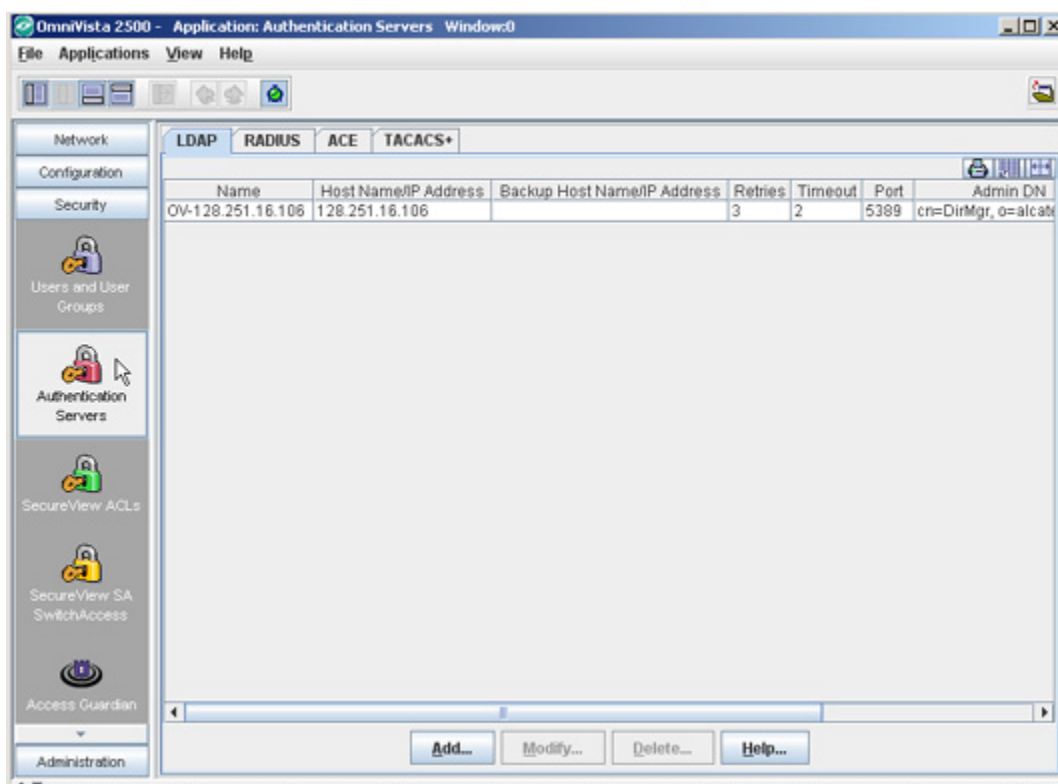 OmniVista 2500 - Application: Authentication Servers Window:0
File Applications View Help
Network
Configuration
Security
Users and User
Groups
Authentication
Servers
SecureView ACLs
SecureView SA
SwitchAccess
Access Guardian
Administration
LDAP RADIUS ACE TACACS+
Name Host Name/IP Address Backup Host Name/IP Address Retries Timeout Port Admin DN
OV-128.251.16.106 128.251.16.106 3 2 5389 cn=DirMgr, o=alcate
Add... Modify... Delete... Help...